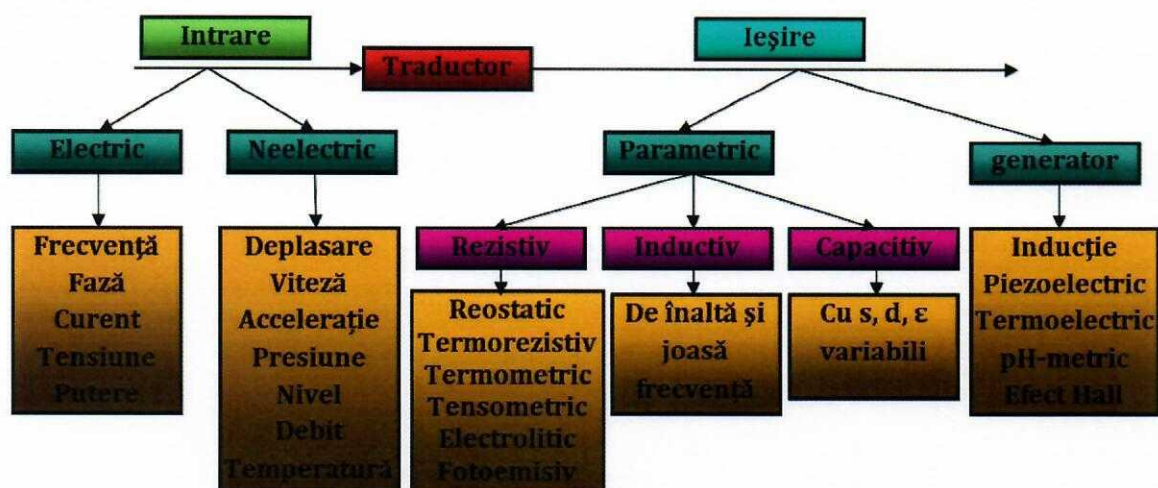 Intrare
Ieşire
Traductor
Electric
Neelectric
Parametric
generator
Frecvenţă
Fază
Curent
Tensiune
Putere
Deplasare
Viteză
Accelerație
Presiune
Nivel
Debit
Temperatură
Rezistiv
Inductiv
Capacitiv
Reostatic
Termorezistiv
Termometric
Tensometric
Electrolitic
Fotoemisiv
De înaltă şi
joasă
frecvenţă
Cu s, d, ε
variabili
Inducţie
Piezoelectric
Termoelectric
pH-metric
Efect Hall